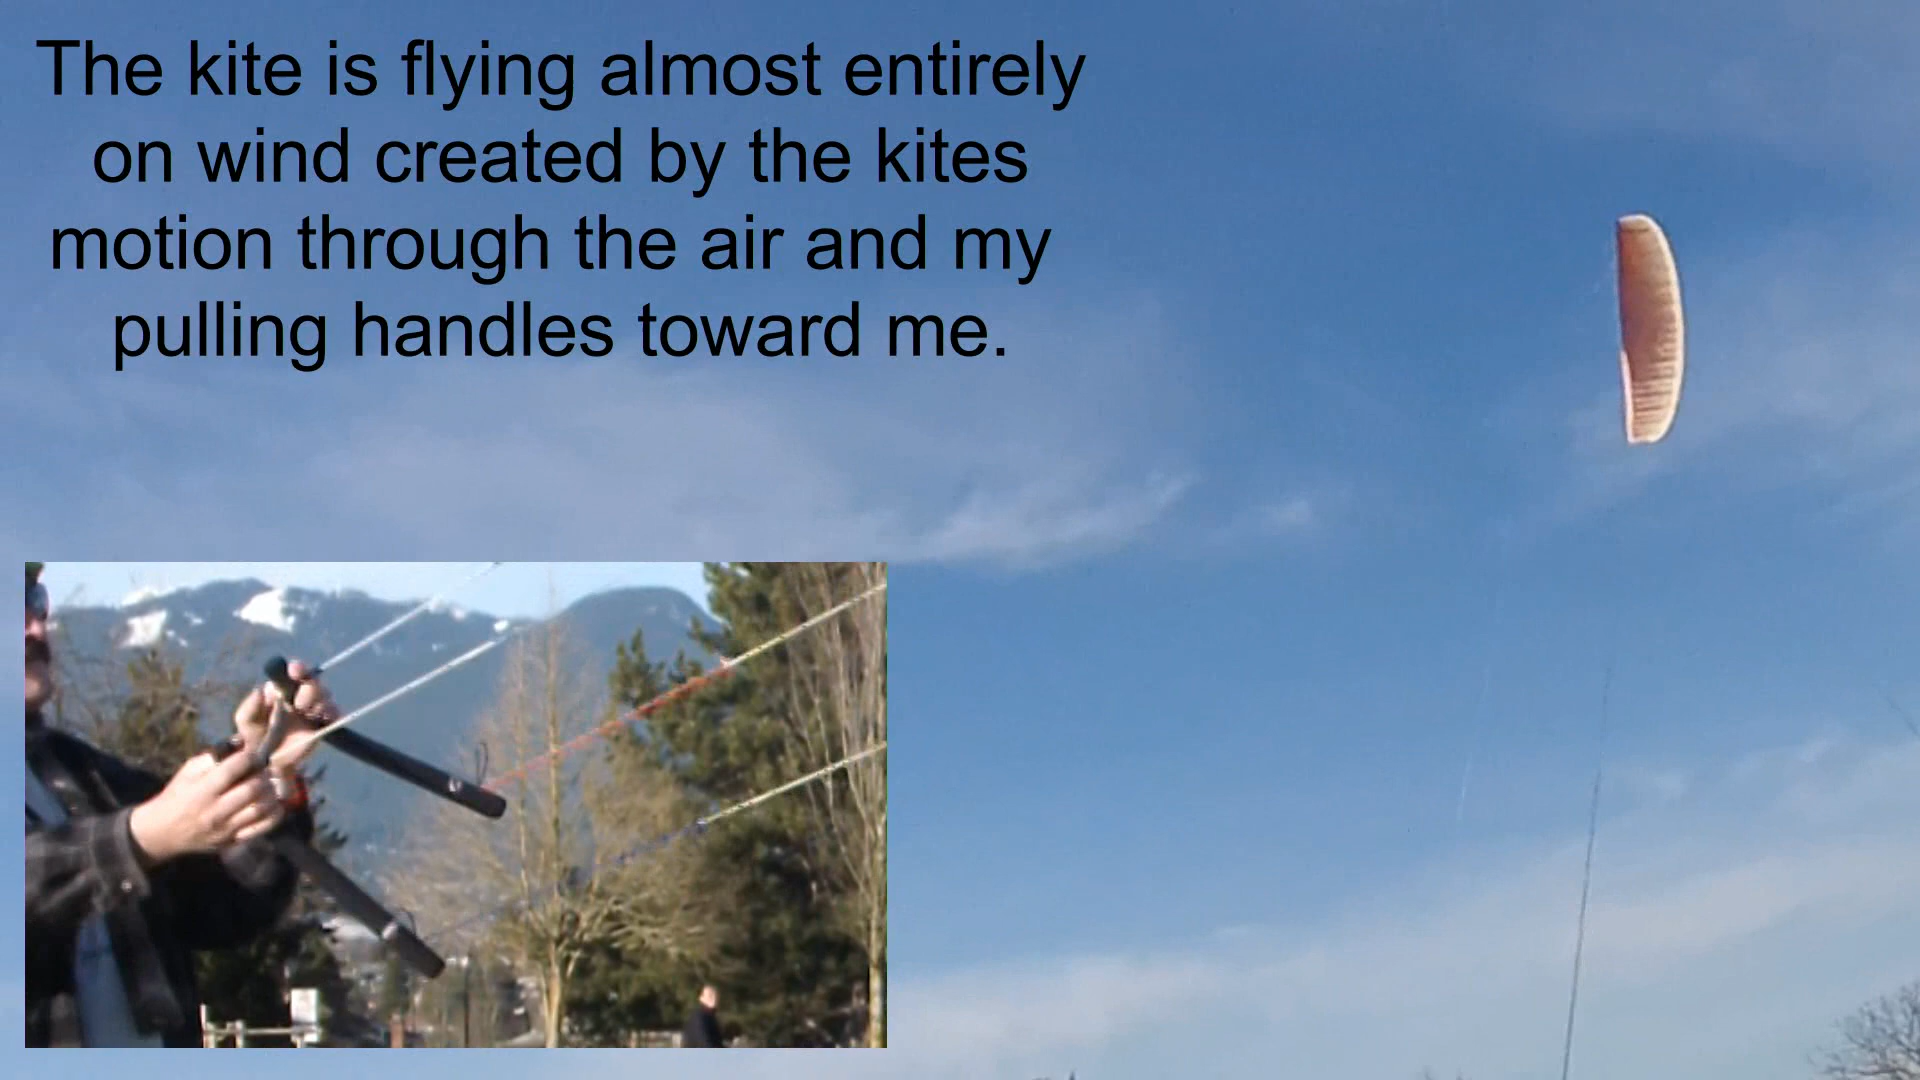 The kite is flying almost entirely
on wind created by the kites
motion through the air and my
pulling handles toward me.